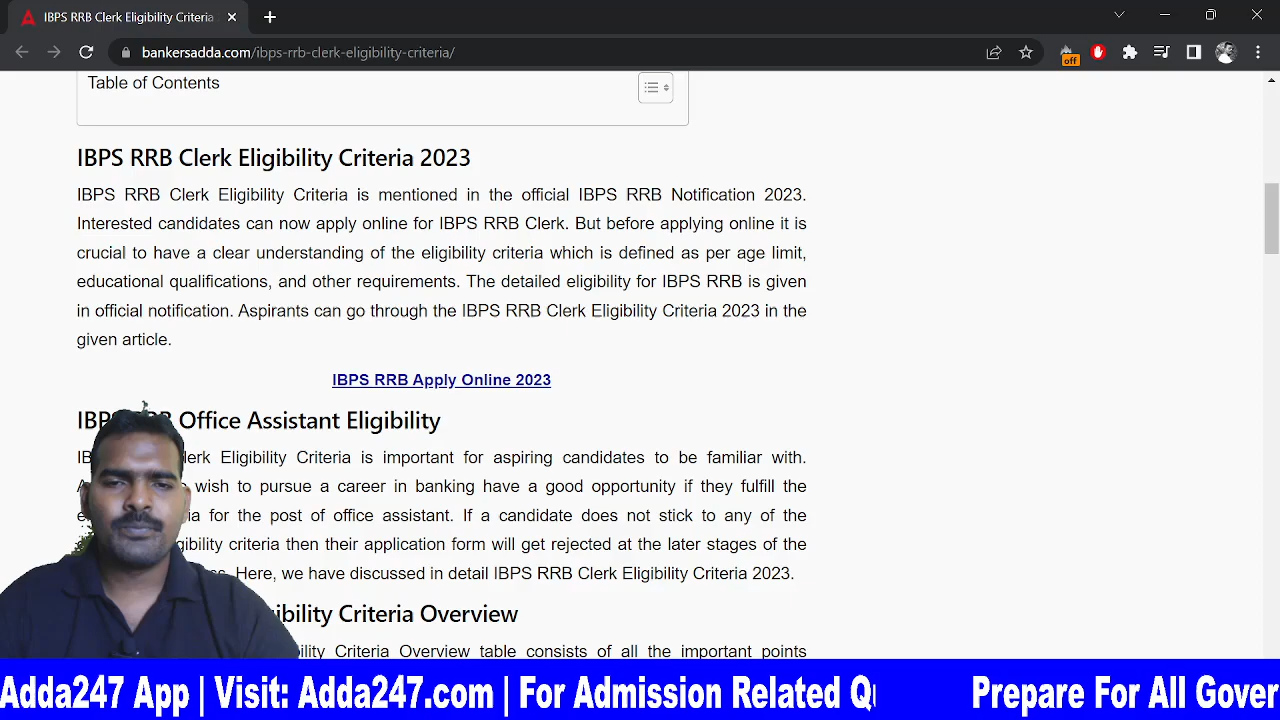 IBPS RRB Clerk Eligibility Criteria
bankersadda.com/ibps-rrb-clerk-eligibility-criteria/
off
Table of Contents
IBPS RRB Clerk Eligibility Criteria 2023
IBPS RRB Clerk Eligibility Criteria is mentioned in the official IBPS RRB Notification 2023.
Interested candidates can now apply online for IBPS RRB Clerk. But before applying online it is
crucial to have a clear understanding of the eligibility criteria which is defined as per age limit,
educational qualifications, and other requirements. The detailed eligibility for IBPS RRB is given
in official notification. Aspirants can go through the IBPS RRB Clerk Eligibility Criteria 2023 in the
given article.
IBPS RRB Apply Online 2023
Office Assistant Eligibility
Eligibility Criteria is important for aspiring candidates to be familiar with.
wish to pursue a career in banking have a good opportunity if they fulfill the
for the post of office assistant. If a candidate does not stick to any of the
criteria then their application form will get rejected at the later stages of the
Here, we have discussed in detail IBPS RRB Clerk Eligibility Criteria 2023.
Criteria Overview
Criteria Overview table consists of all the important points
Adda247 App | Visit: Adda247.com | For Admission Related
Prepare For All